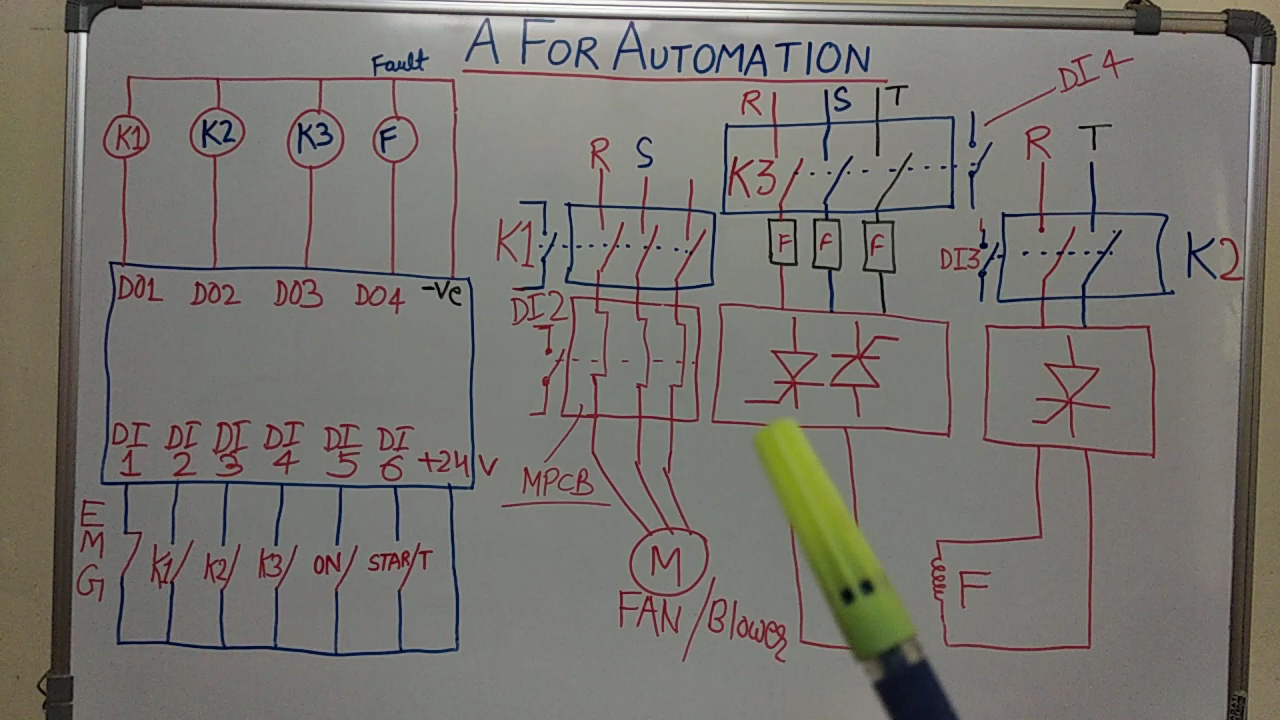 A FOR AUTOMATION
Fault
K1 K2 K3 F
DO1 DO2 DO3 DO4 -Ve
DI 1 DI 2 DI 3 DI 4 DI 5 DI 6 +24V
EMG K1 K2 K3 ON START
R S
K1
DI2
MPCB
M
FAN/Blower
R S T
K3
DI4
F F F
R T
DI3
K2
F